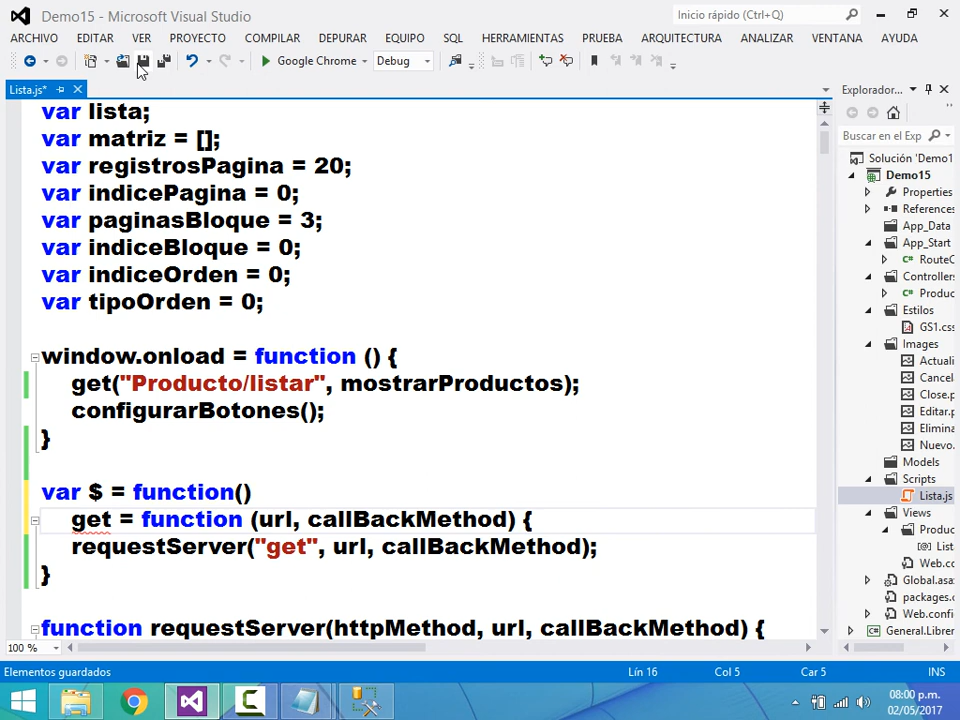 Demo15 - Microsoft Visual Studio
Inicio rápido (Ctrl+Q)
ARCHIVO EDITAR VER PROYECTO COMPILAR DEPURAR EQUIPO SQL HERRAMIENTAS PRUEBA ARQUITECTURA ANALIZAR VENTANA AYUDA
Google Chrome Debug
Lista.js*
var lista;
var matriz = [];
var registrosPagina = 20;
var indicePagina = 0;
var paginasBloque = 3;
var indiceBloque = 0;
var indiceOrden = 0;
var tipoOrden = 0;
window.onload = function () {
get("Producto/listar", mostrarProductos);
configurarBotones();
}
var $ = function()
get = function (url, callBackMethod) {
requestServer("get", url, callBackMethod);
}
function requestServer(httpMethod, url, callBackMethod) {
100 %
Explorador...
Buscar en el Exp
Solución 'Demo1
Demo15
Properties
References
App_Data
App_Start
RouteC
Controllers
Produc
Estilos
GS1.css
Images
Actuali
Cancel
Close.p
Editar.p
Elimina
Nuevo.
Models
Scripts
Lista.js
Views
Produc
List
Web.co
Global.asa
packages.c
Web.confi
General.Librer
Elementos guardados
Lín 16 Col 5 Car 5 INS
08:00 p.m.
02/05/2017